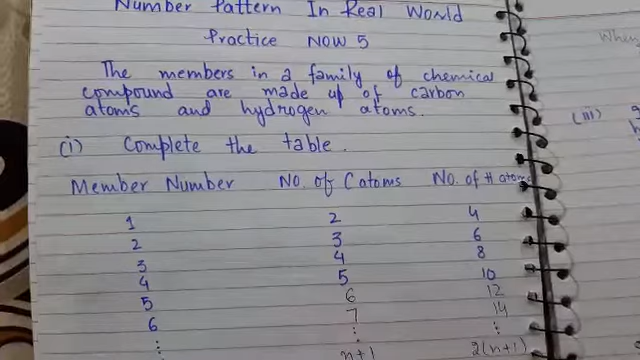 Number Pattern In Real World
Practice NOW 5
The members in a family of chemical
compound are made up of carbon
atoms and hydrogen atoms.
(i) Complete the table.
Member Number No. of C atoms No. of H atoms
1 2 4
2 3 6
3 4 8
4 5 10
5 6 12
6 7 14
⋮ ⋮ ⋮
n+1 2(n+1)
When
(iii)